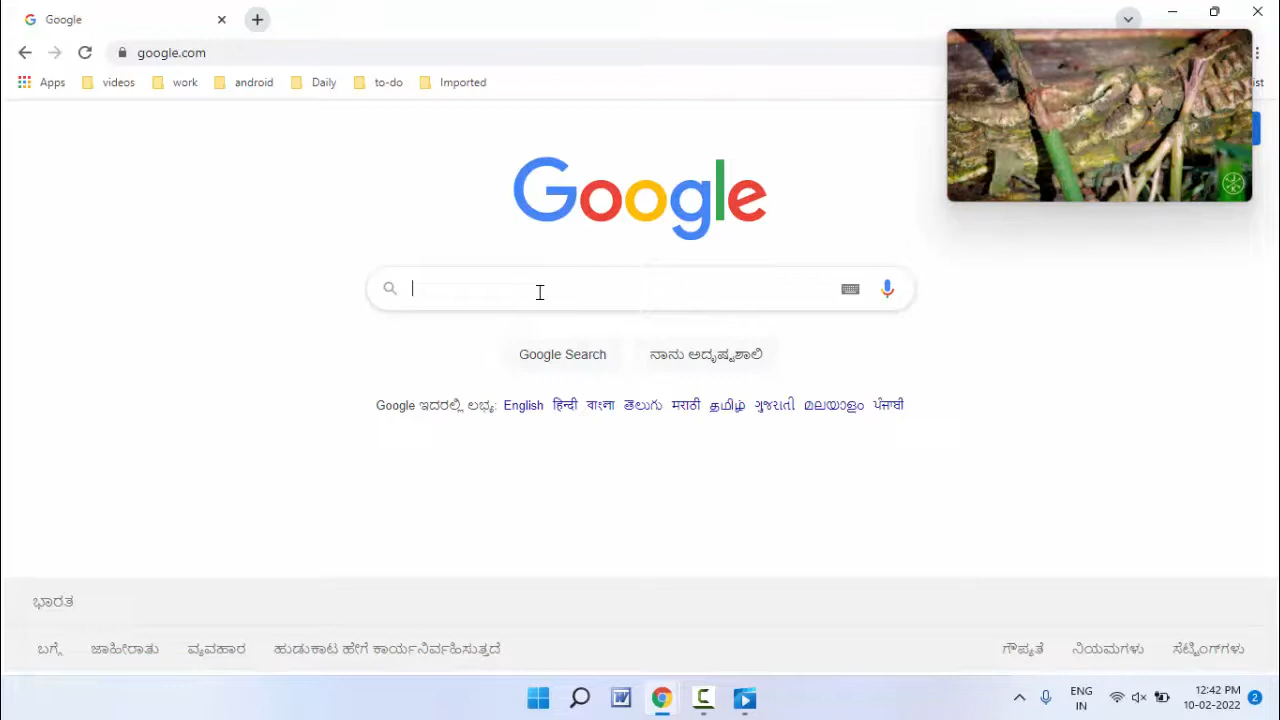 Google
google.com
Apps videos work android Daily to-do Imported
ist
Google
Google Search ನಾನು ಅದೃಷ್ಟಶಾಲಿ
Google ಇದರಲ್ಲಿ ಲಭ್ಯ: English हिन्दी বাংলা తెలుగు मराठी தமிழ் ગુજરાતી മലയാളം ਪੰਜਾਬੀ
ಭಾರತ
ಬಗ್ಗೆ ಜಾಹೀರಾತು ವ್ಯವಹಾರ ಹುಡುಕಾಟ ಹೇಗೆ ಕಾರ್ಯನಿರ್ವಹಿಸುತ್ತದೆ ಗೌಪ್ಯತೆ ನಿಯಮಗಳು ಸೆಟ್ಟಿಂಗ್‌ಗಳು
ENG
IN
12:42 PM
10-02-2022
2